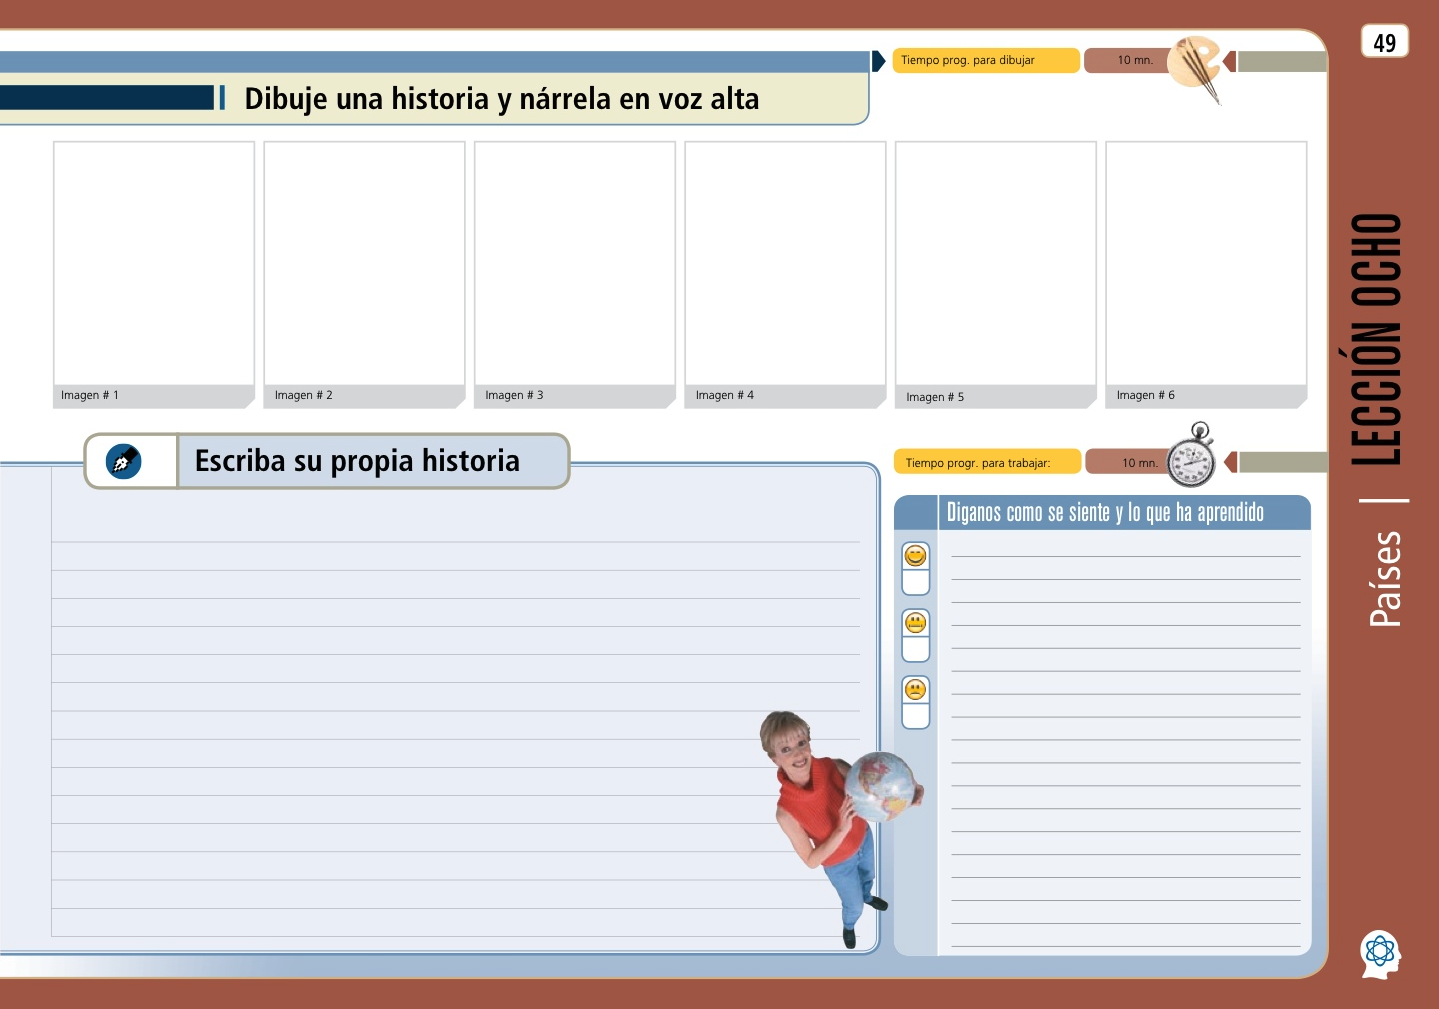 49
Tiempo prog. para dibujar
10 mn.
Dibuje una historia y nárrela en voz alta
Imagen # 1
Imagen # 2
Imagen # 3
Imagen # 4
Imagen # 5
Imagen # 6
LECCIÓN OCHO
Países
Escriba su propia historia
Tiempo progr. para trabajar:
10 mn.
Diganos como se siente y lo que ha aprendido